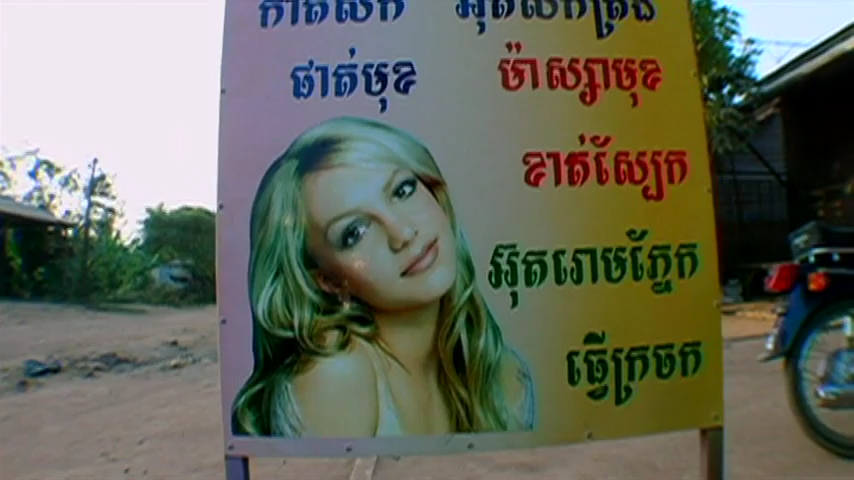 កាត់សក់ អ៊ុតសក់ត្រង់
ផាត់មុខ ម៉ាស្សាមុខ
ខាត់ស្បែក
អ៊ុតរោមភ្នែក
ធ្វើក្រចក